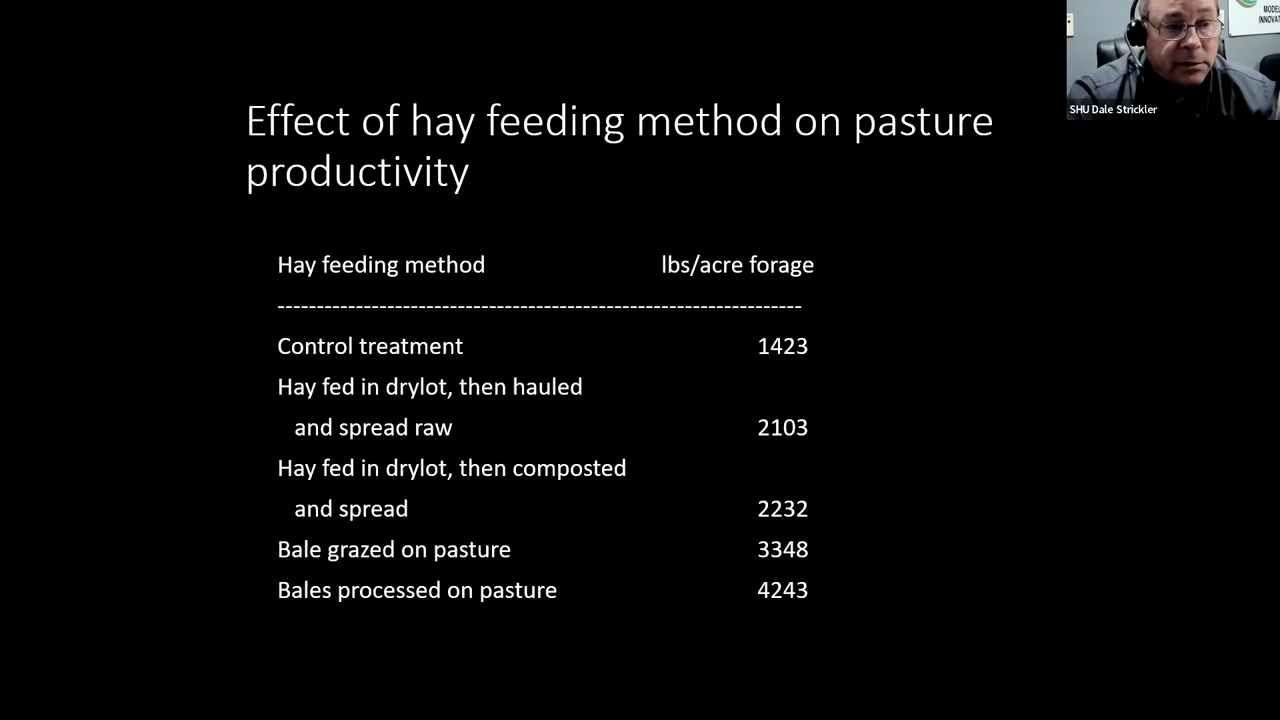 MODEL
INNOVAT
SHU Dale Strickler
Effect of hay feeding method on pasture
productivity
Hay feeding method lbs/acre forage
-------------------------------------------------------------------
Control treatment 1423
Hay fed in drylot, then hauled
and spread raw 2103
Hay fed in drylot, then composted
and spread 2232
Bale grazed on pasture 3348
Bales processed on pasture 4243